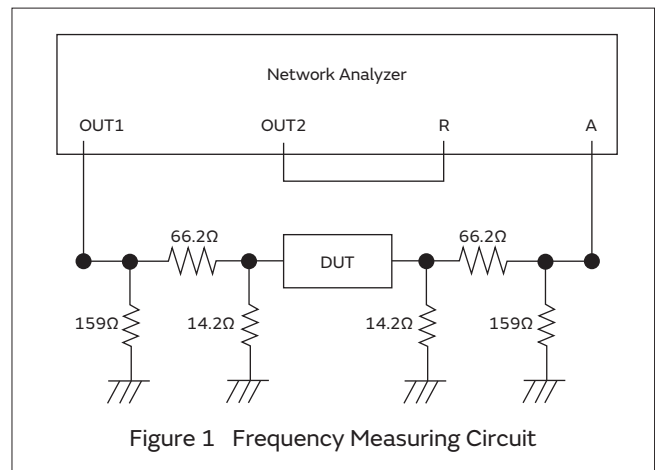 Network Analyzer
OUT1 OUT2 R A
66.2Ω DUT 66.2Ω
159Ω 14.2Ω 14.2Ω 159Ω
Figure 1 Frequency Measuring Circuit